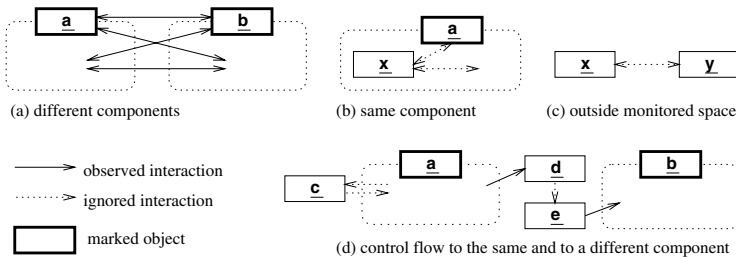 a
b
a
x
x
y
(a) different components
(b) same component
(c) outside monitored space
observed interaction
ignored interaction
marked object
a
b
c
d
e
(d) control flow to the same and to a different component